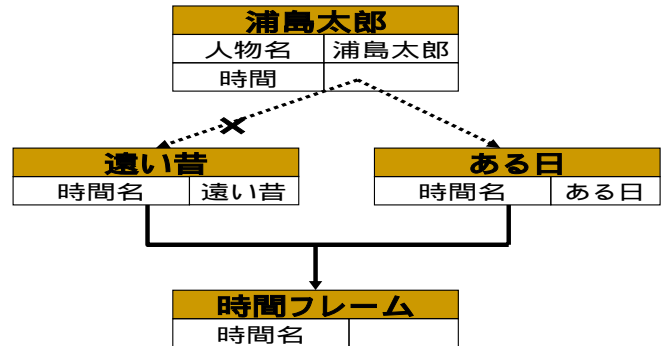 浦島太郎
人物名 浦島太郎
時間
遠い昔 ある日
時間名 遠い昔 時間名 ある日
時間フレーム
時間名